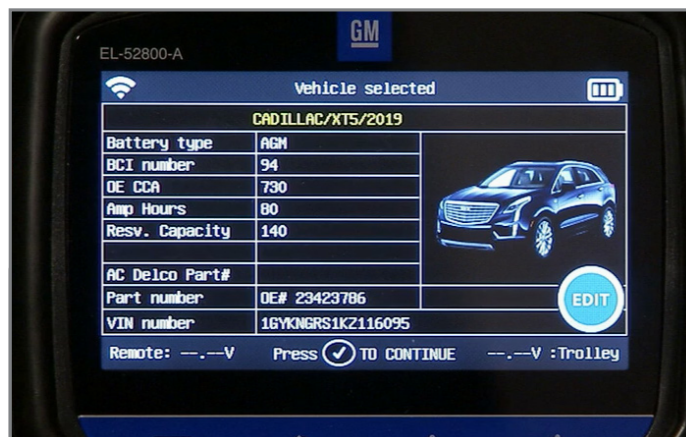 GM
EL-52800-A
Vehicle selected
CADILLAC/XT5/2019
Battery type AGM
BCI number 94
OE CCA 730
Amp Hours 80
Resv. Capacity 140
AC Delco Part#
Part number OE# 23423786
EDIT
VIN number 1GYKNGRS1KZ116095
Remote: --.--V Press TO CONTINUE --.--V :Trolley